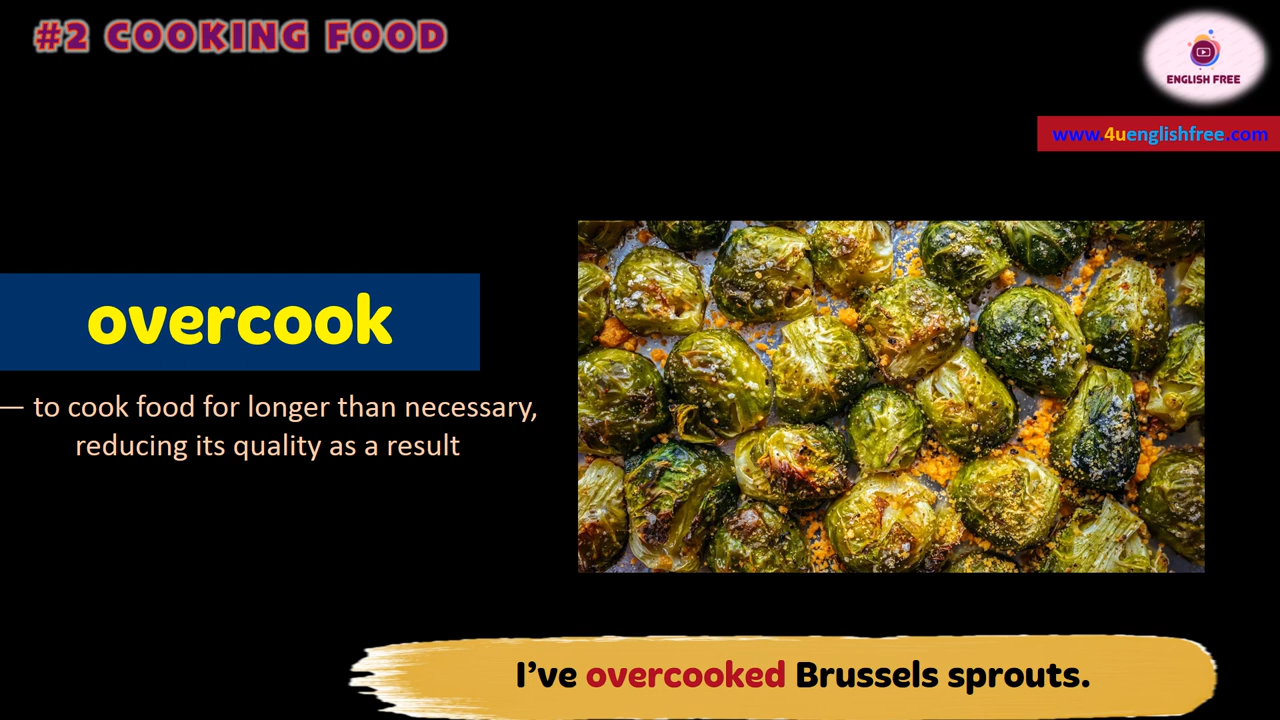 #2 COOKING FOOD
ENGLISH FREE
www.4uenglishfree.com
overcook
— to cook food for longer than necessary,
reducing its quality as a result
I’ve overcooked Brussels sprouts.